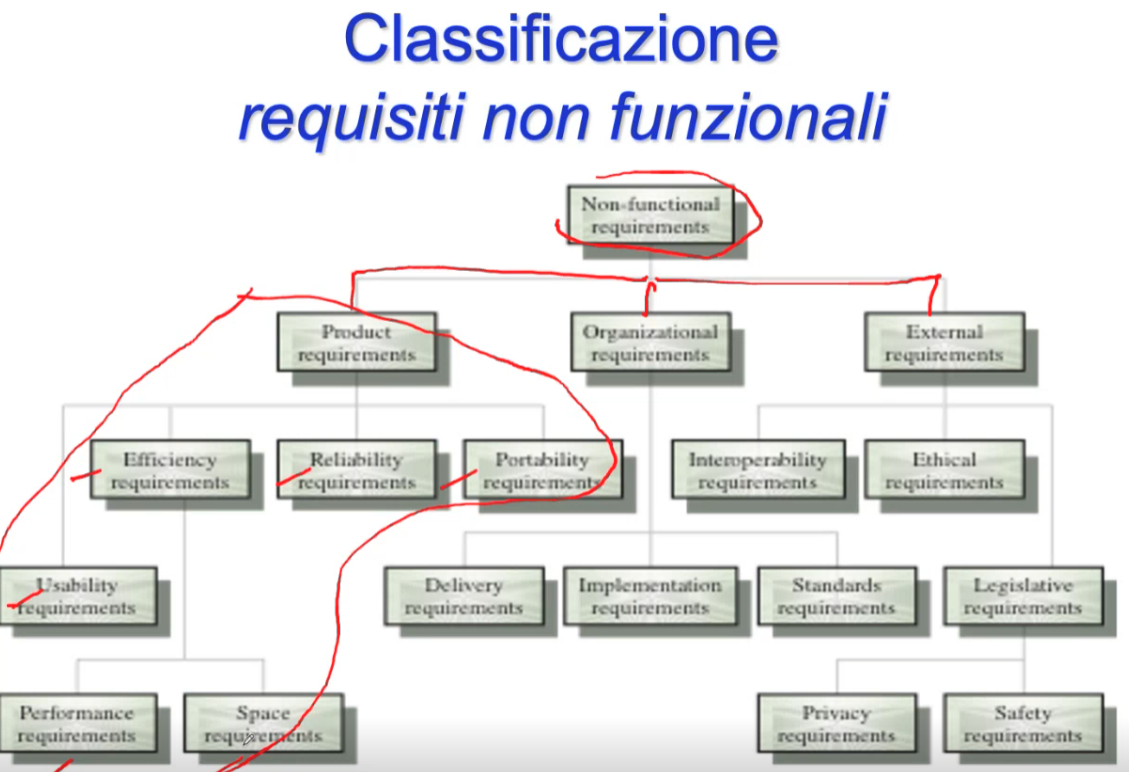 Classificazione
requisiti non funzionali
Non-functional
requirements
Product
requirements
Organizational
requirements
External
requirements
Efficiency
requirements
Reliability
requirements
Portability
requirements
Interoperability
requirements
Ethical
requirements
Usability
requirements
Delivery
requirements
Implementation
requirements
Standards
requirements
Legislative
requirements
Performance
requirements
Space
requirements
Privacy
requirements
Safety
requirements